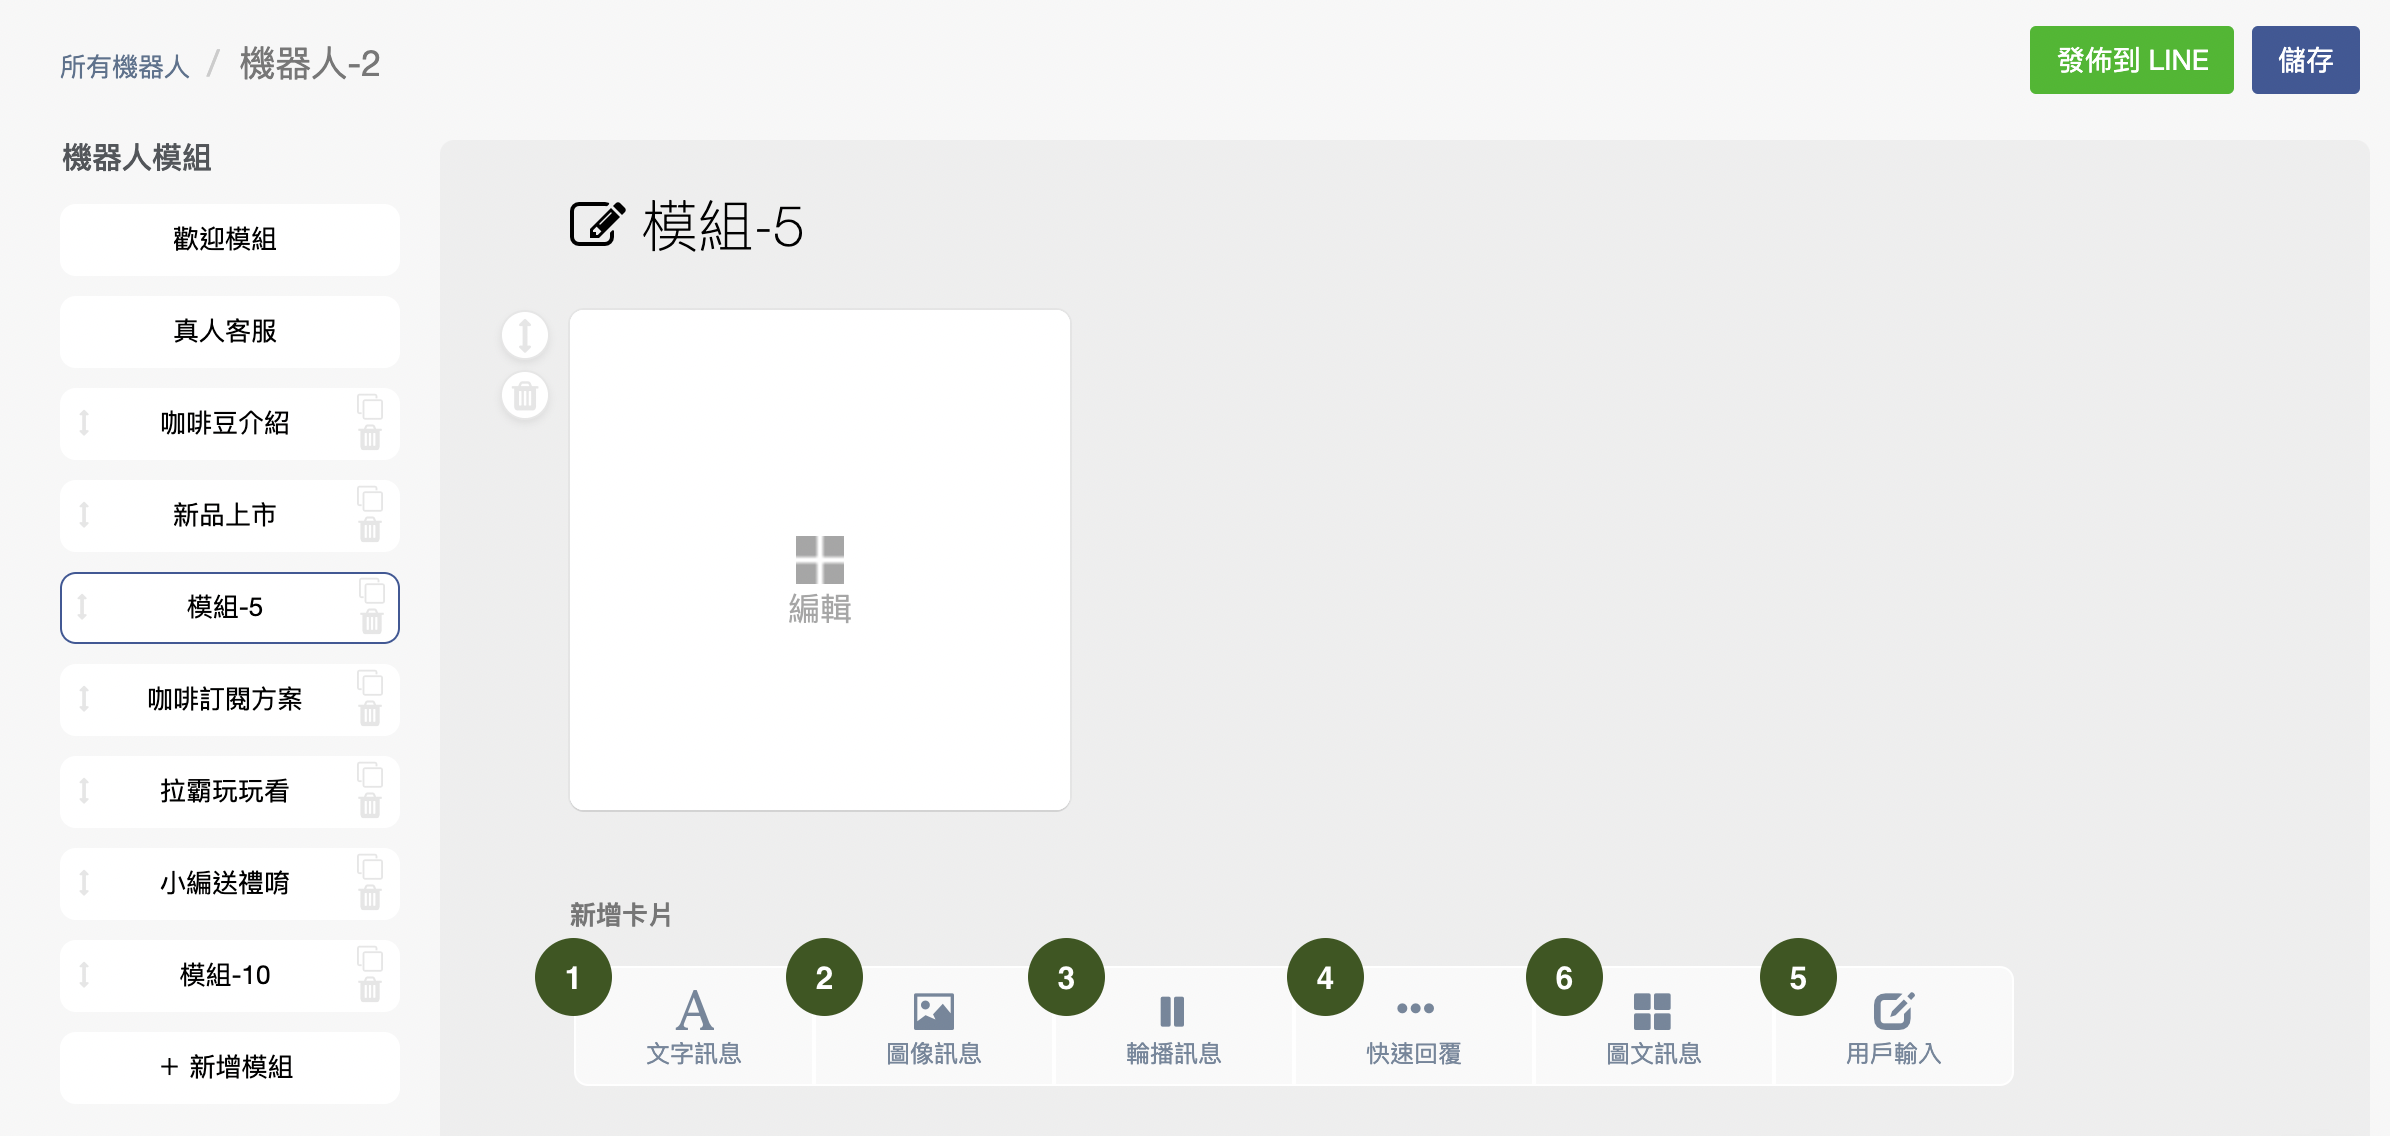 所有機器人 / 機器人-2
發佈到 LINE
儲存
機器人模組
歡迎模組
真人客服
咖啡豆介紹
新品上市
模組-5
咖啡訂閱方案
拉霸玩玩看
小編送禮唷
模組-10
+ 新增模組
模組-5
編輯
新增卡片
1
文字訊息
2
圖像訊息
3
輪播訊息
4
快速回覆
6
圖文訊息
5
用戶輸入